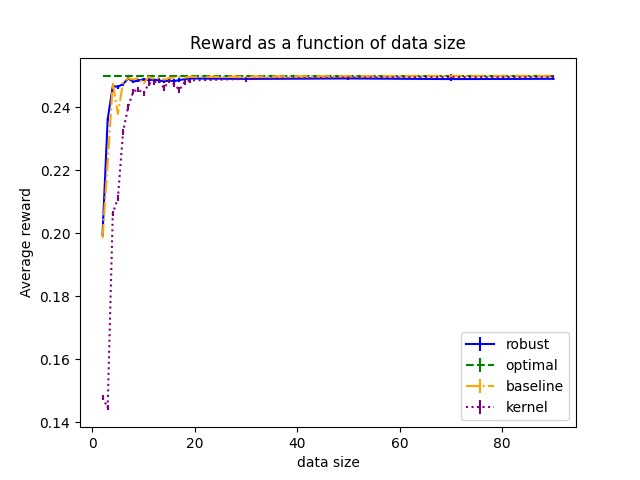 Reward as a function of data size
Average reward
0.24
0.22
0.20
0.18
0.16
0.14
0
20
40
60
80
data size
robust
optimal
baseline
kernel